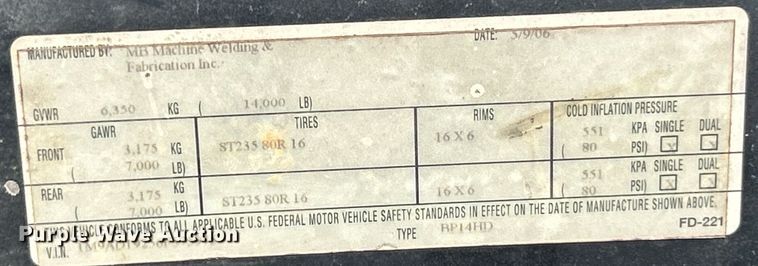 MANUFACTURED BY: MB Machine Welding & DATE: 5/9/06
Fabrication Inc.
GVWR 6,350 KG ( 14,000 LB)
GAWR TIRES RIMS COLD INFLATION PRESSURE
FRONT 3,175 KG ST235 80R 16 16 X 6 551 KPA SINGLE DUAL
( 7,000 LB) ( 80 PSI) X
REAR 3,175 KG ST235 80R 16 16 X 6 551 KPA SINGLE DUAL
( 7,000 LB) ( 80 PSI) X
VEHICLE CONFORMS TO ALL APPLICABLE U.S. FEDERAL MOTOR VEHICLE SAFETY STANDARDS IN EFFECT ON THE DATE OF MANUFACTURE SHOWN ABOVE.
V.I.N. TYPE BP14HD FD-221
Purple Wave Auction
Purple Wave Auction